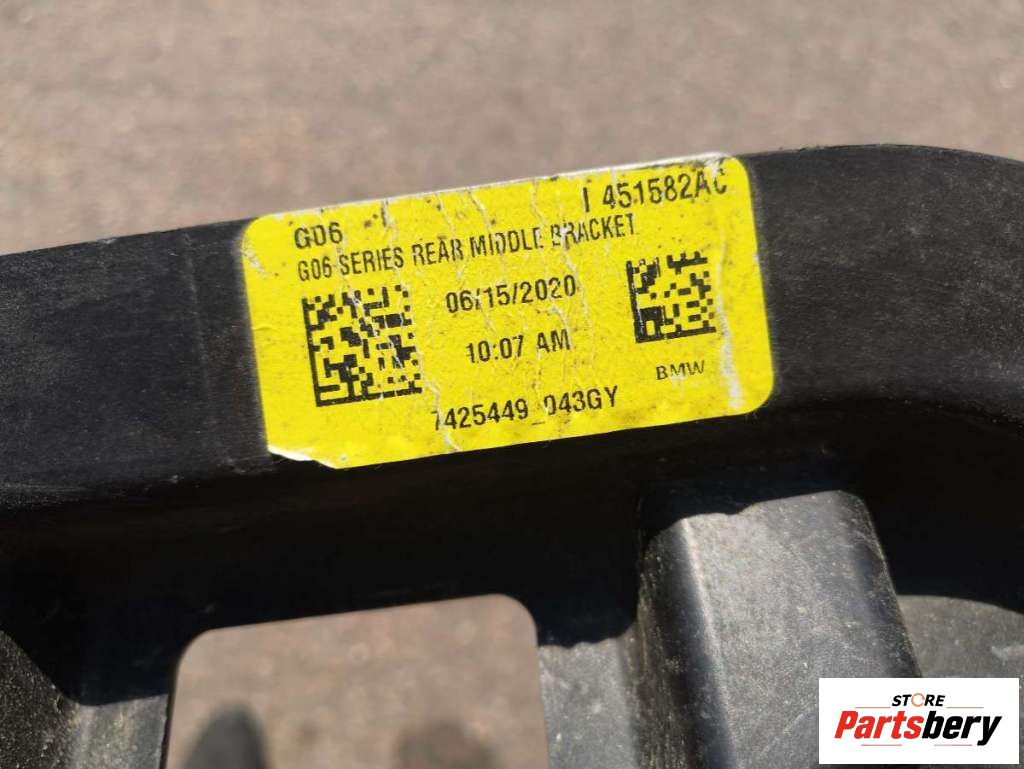 G06
I 451582AC
G06-SERIES REAR MIDDLE BRACKET
06/15/2020
10:07 AM
BMW
7425449_043GY
STORE
Partsbery